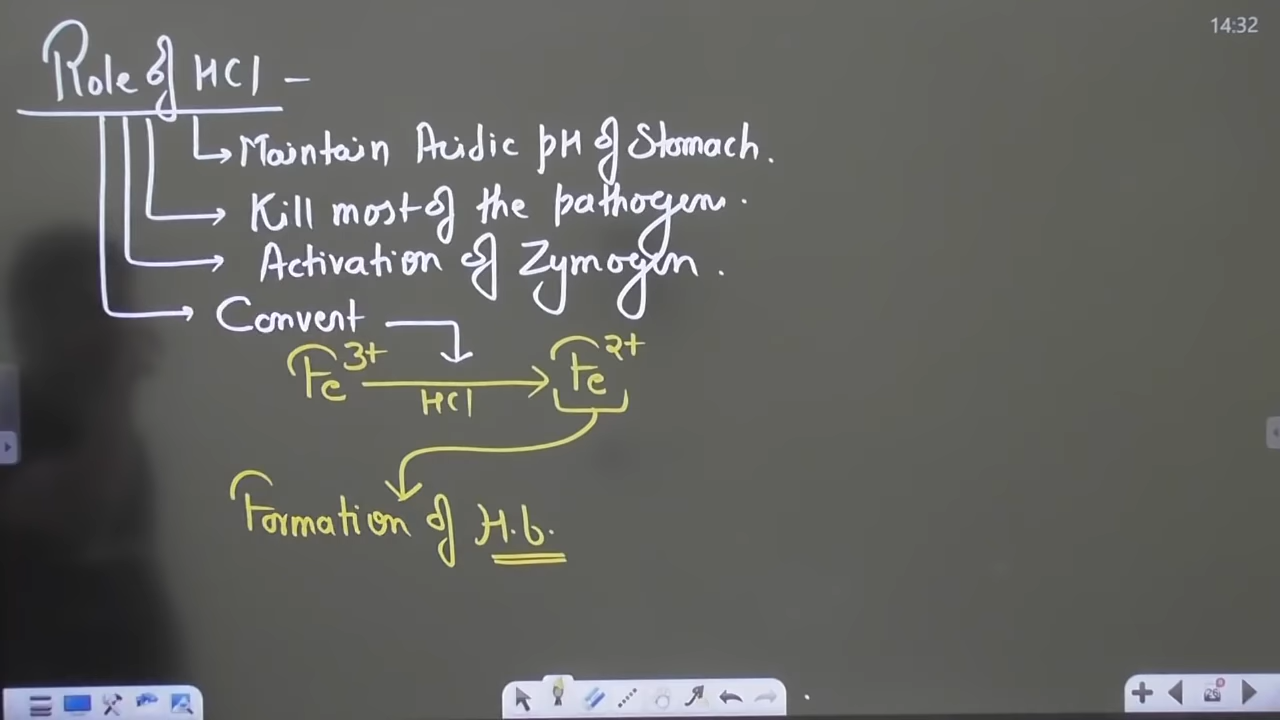 14:32
Role of HCl -
Maintain Acidic pH of Stomach.
Kill most of the pathogen.
Activation of Zymogen.
Convent
Fe3+ HCl Fe2+
Formation of H.b.